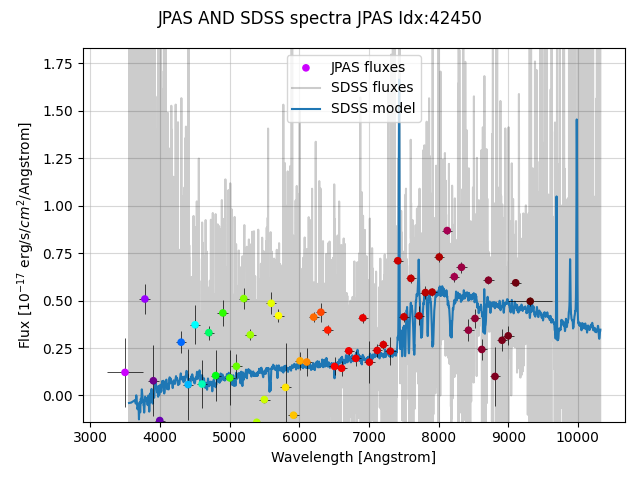 JPAS AND SDSS spectra JPAS Idx:42450
JPAS fluxes
SDSS fluxes
SDSS model
1.75
1.50
1.25
1.00
0.75
0.50
0.25
0.00
Flux [10⁻¹⁷ erg/s/cm²/Angstrom]
3000 4000 5000 6000 7000 8000 9000 10000
Wavelength [Angstrom]